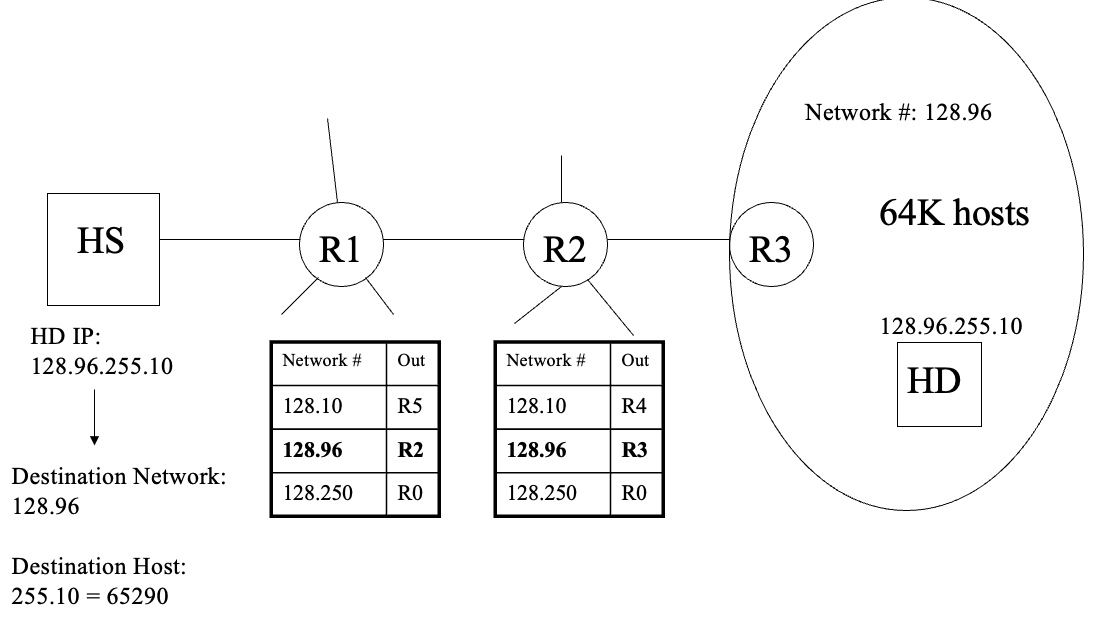 Network #: 128.96
64K hosts
HS
R1
R2
R3
128.96.255.10
HD
HD IP:
128.96.255.10
Network # Out
128.10 R5
128.96 R2
128.250 R0
Network # Out
128.10 R4
128.96 R3
128.250 R0
Destination Network:
128.96
Destination Host:
255.10 = 65290